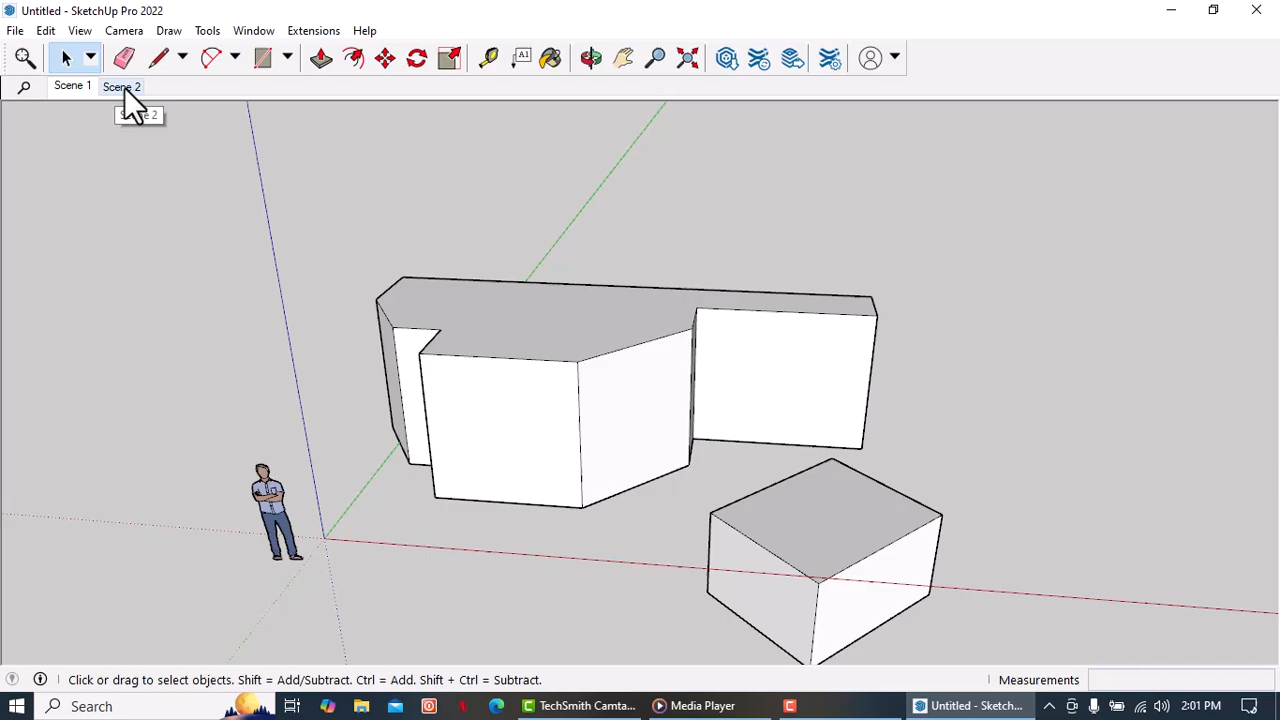 Untitled - SketchUp Pro 2022
File Edit View Camera Draw Tools Window Extensions Help
A1
Scene 1 Scene 2
Click or drag to select objects. Shift = Add/Subtract. Ctrl = Add. Shift + Ctrl = Subtract. Measurements
Search TechSmith Camta... Media Player Untitled - Sketch... 2:01 PM